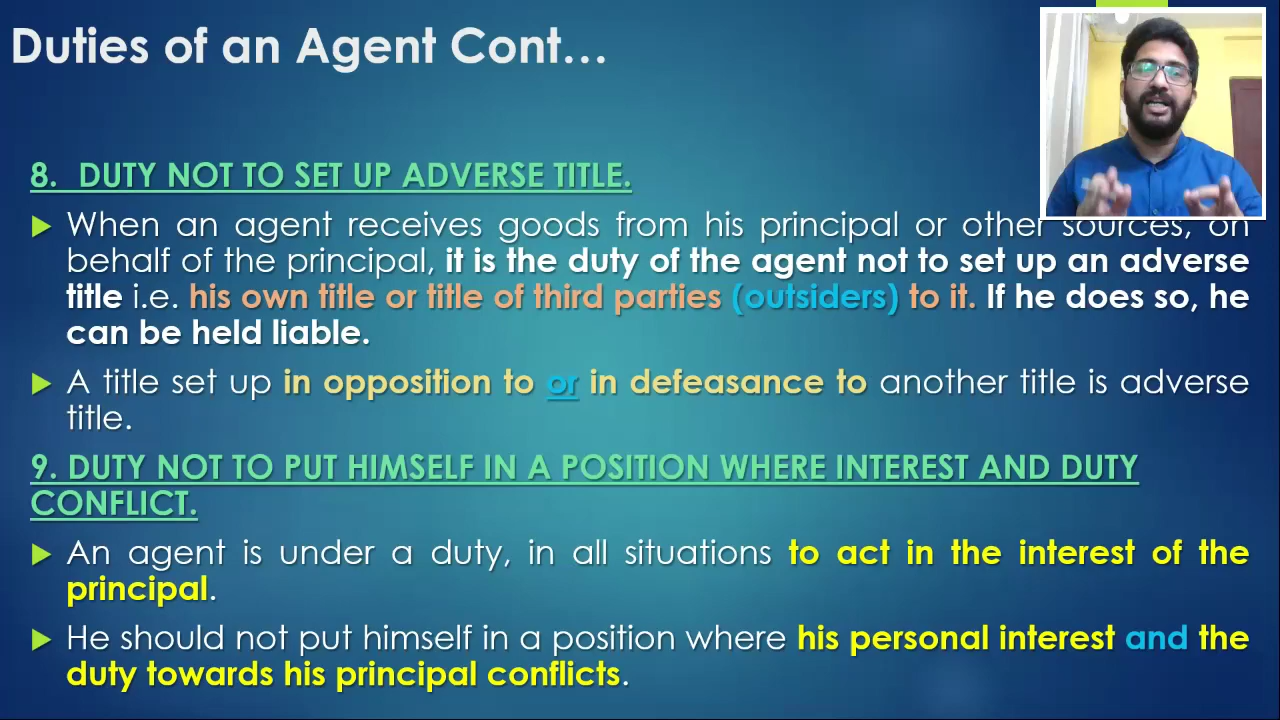 Duties of an Agent Cont...
8. DUTY NOT TO SET UP ADVERSE TITLE.
When an agent receives goods from his principal or other sources, on
behalf of the principal, it is the duty of the agent not to set up an adverse
title i.e. his own title or title of third parties (outsiders) to it. If he does so, he
can be held liable.
A title set up in opposition to or in defeasance to another title is adverse
title.
9. DUTY NOT TO PUT HIMSELF IN A POSITION WHERE INTEREST AND DUTY
CONFLICT.
An agent is under a duty, in all situations to act in the interest of the
principal.
He should not put himself in a position where his personal interest and the
duty towards his principal conflicts.